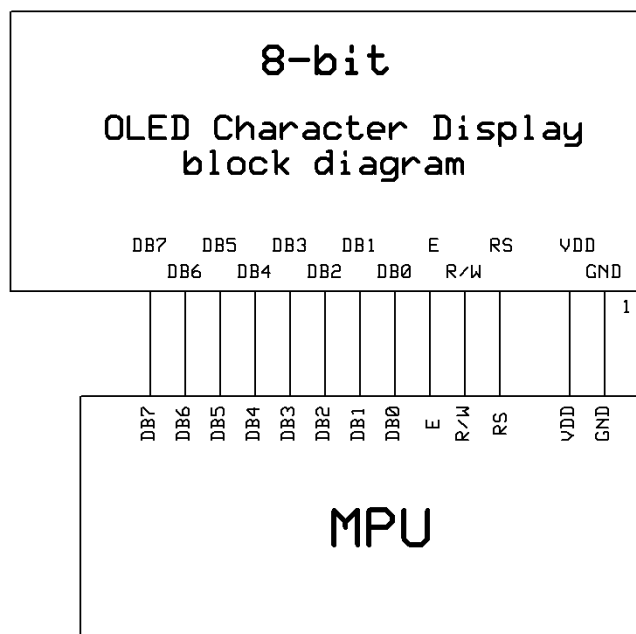 8-bit
OLED Character Display
block diagram
DB7 DB5 DB3 DB1 E RS VDD
DB6 DB4 DB2 DB0 R/W GND
1
DB7 DB6 DB5 DB4 DB3 DB2 DB1 DB0 E R/W RS VDD GND
MPU